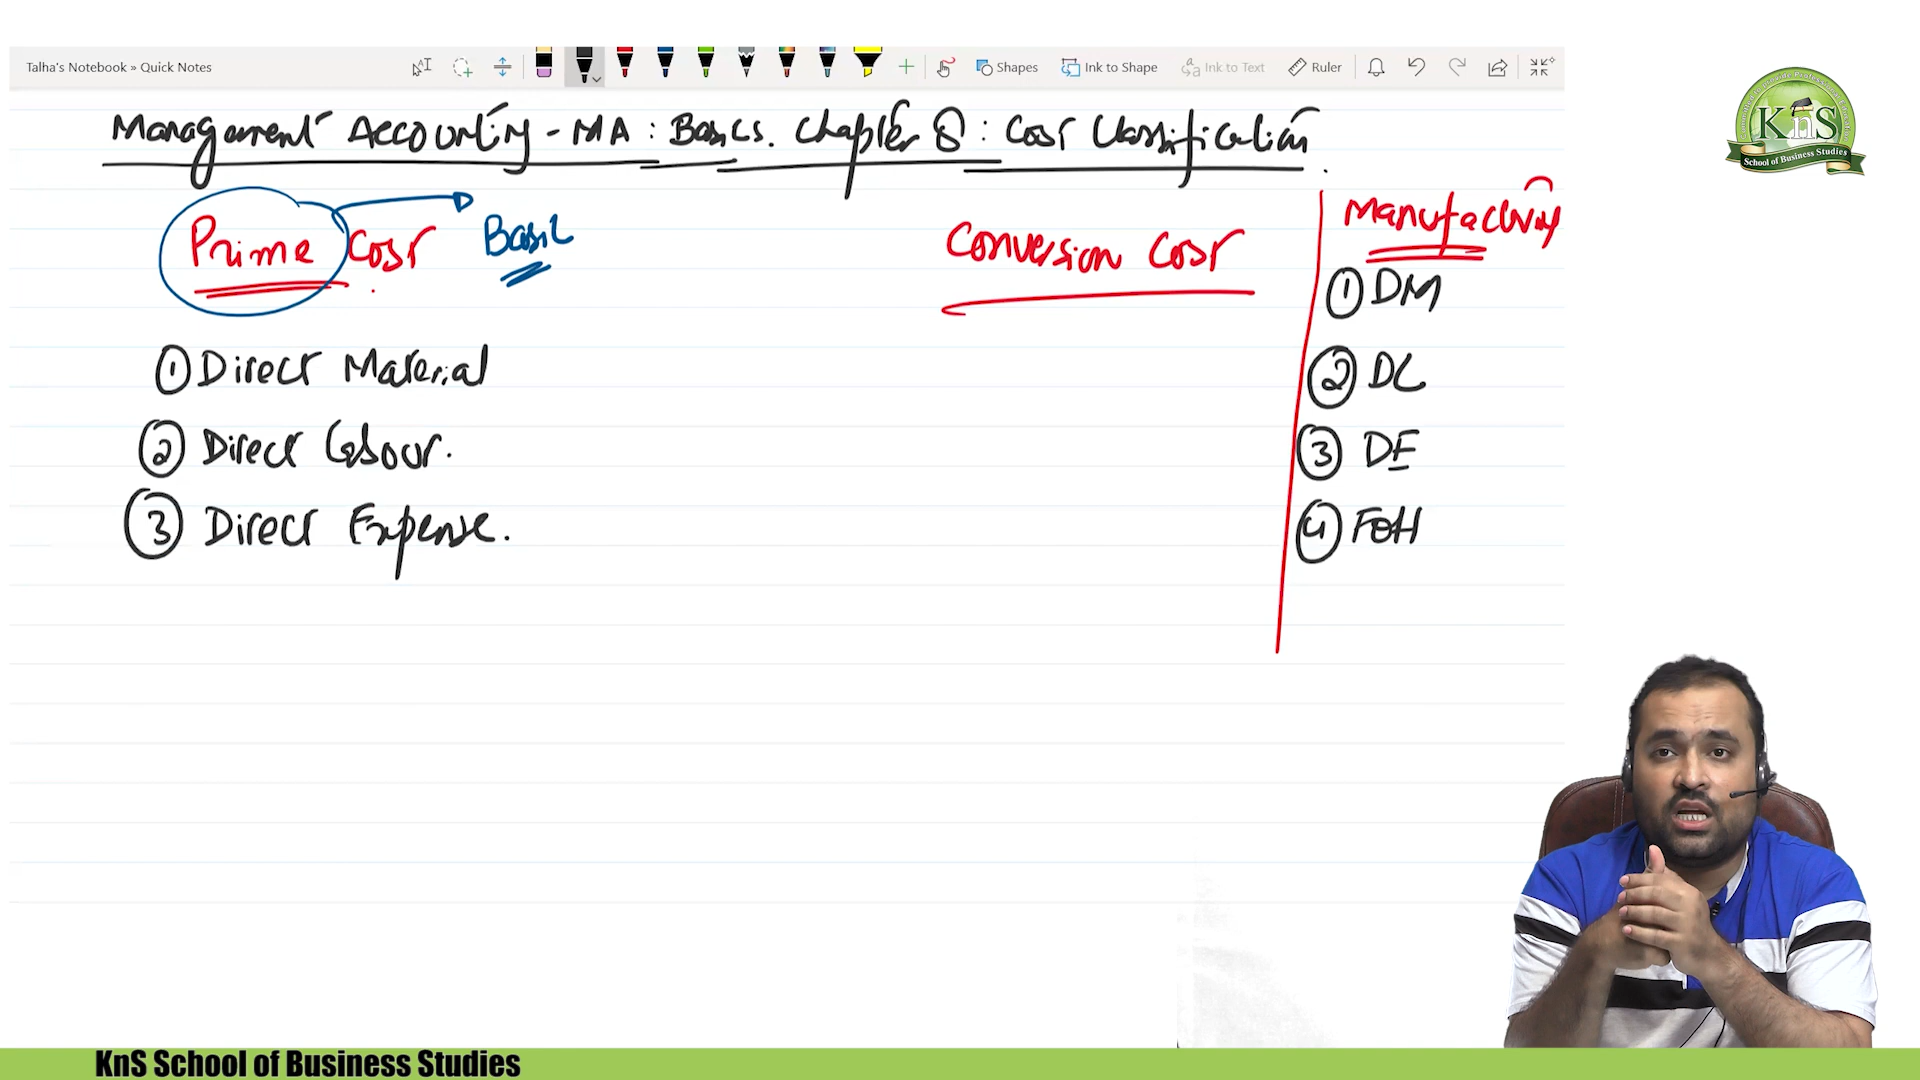 Talha's Notebook » Quick Notes
Shapes
Ink to Shape
Ink to Text
Ruler
Management Accounting - MA : Basics. Chapter 8 : Cost Classification
KnS
School of Business Studies
Prime Cost
Basic
Conversion Cost
Manufacturing
① Direct Material
② Direct Labour.
③ Direct Expense.
① DM
② DL
③ DE
④ FOH
KnS School of Business Studies